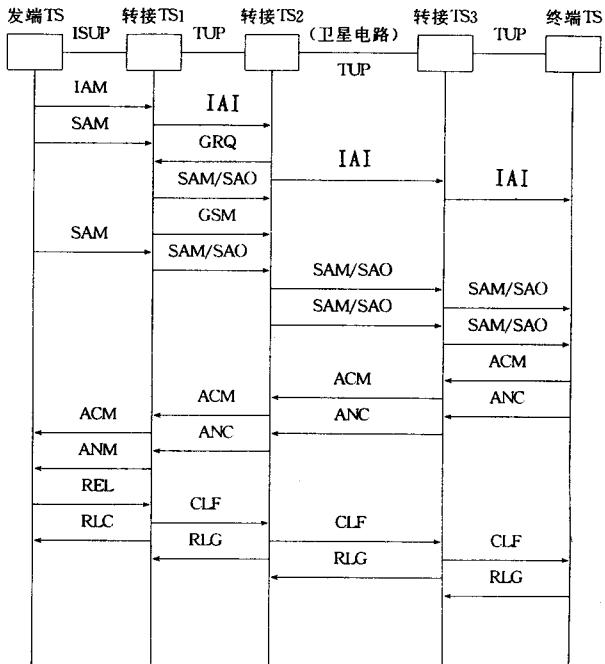 发端TS ISUP 转接TS1 TUP 转接TS2 (卫星电路) 转接TS3 TUP 终端TS
TUP
IAM
IAI
SAM
GRQ
IAI
SAM/SAO
IAI
GSM
SAM
SAM/SAO
SAM/SAO
SAM/SAO
SAM/SAO
SAM/SAO
ACM
ACM
ACM
ANC
ACM
ANC
ANC
ANM
REL
CLF
RLC
RLG
CLF
CLF
RLG
RLG